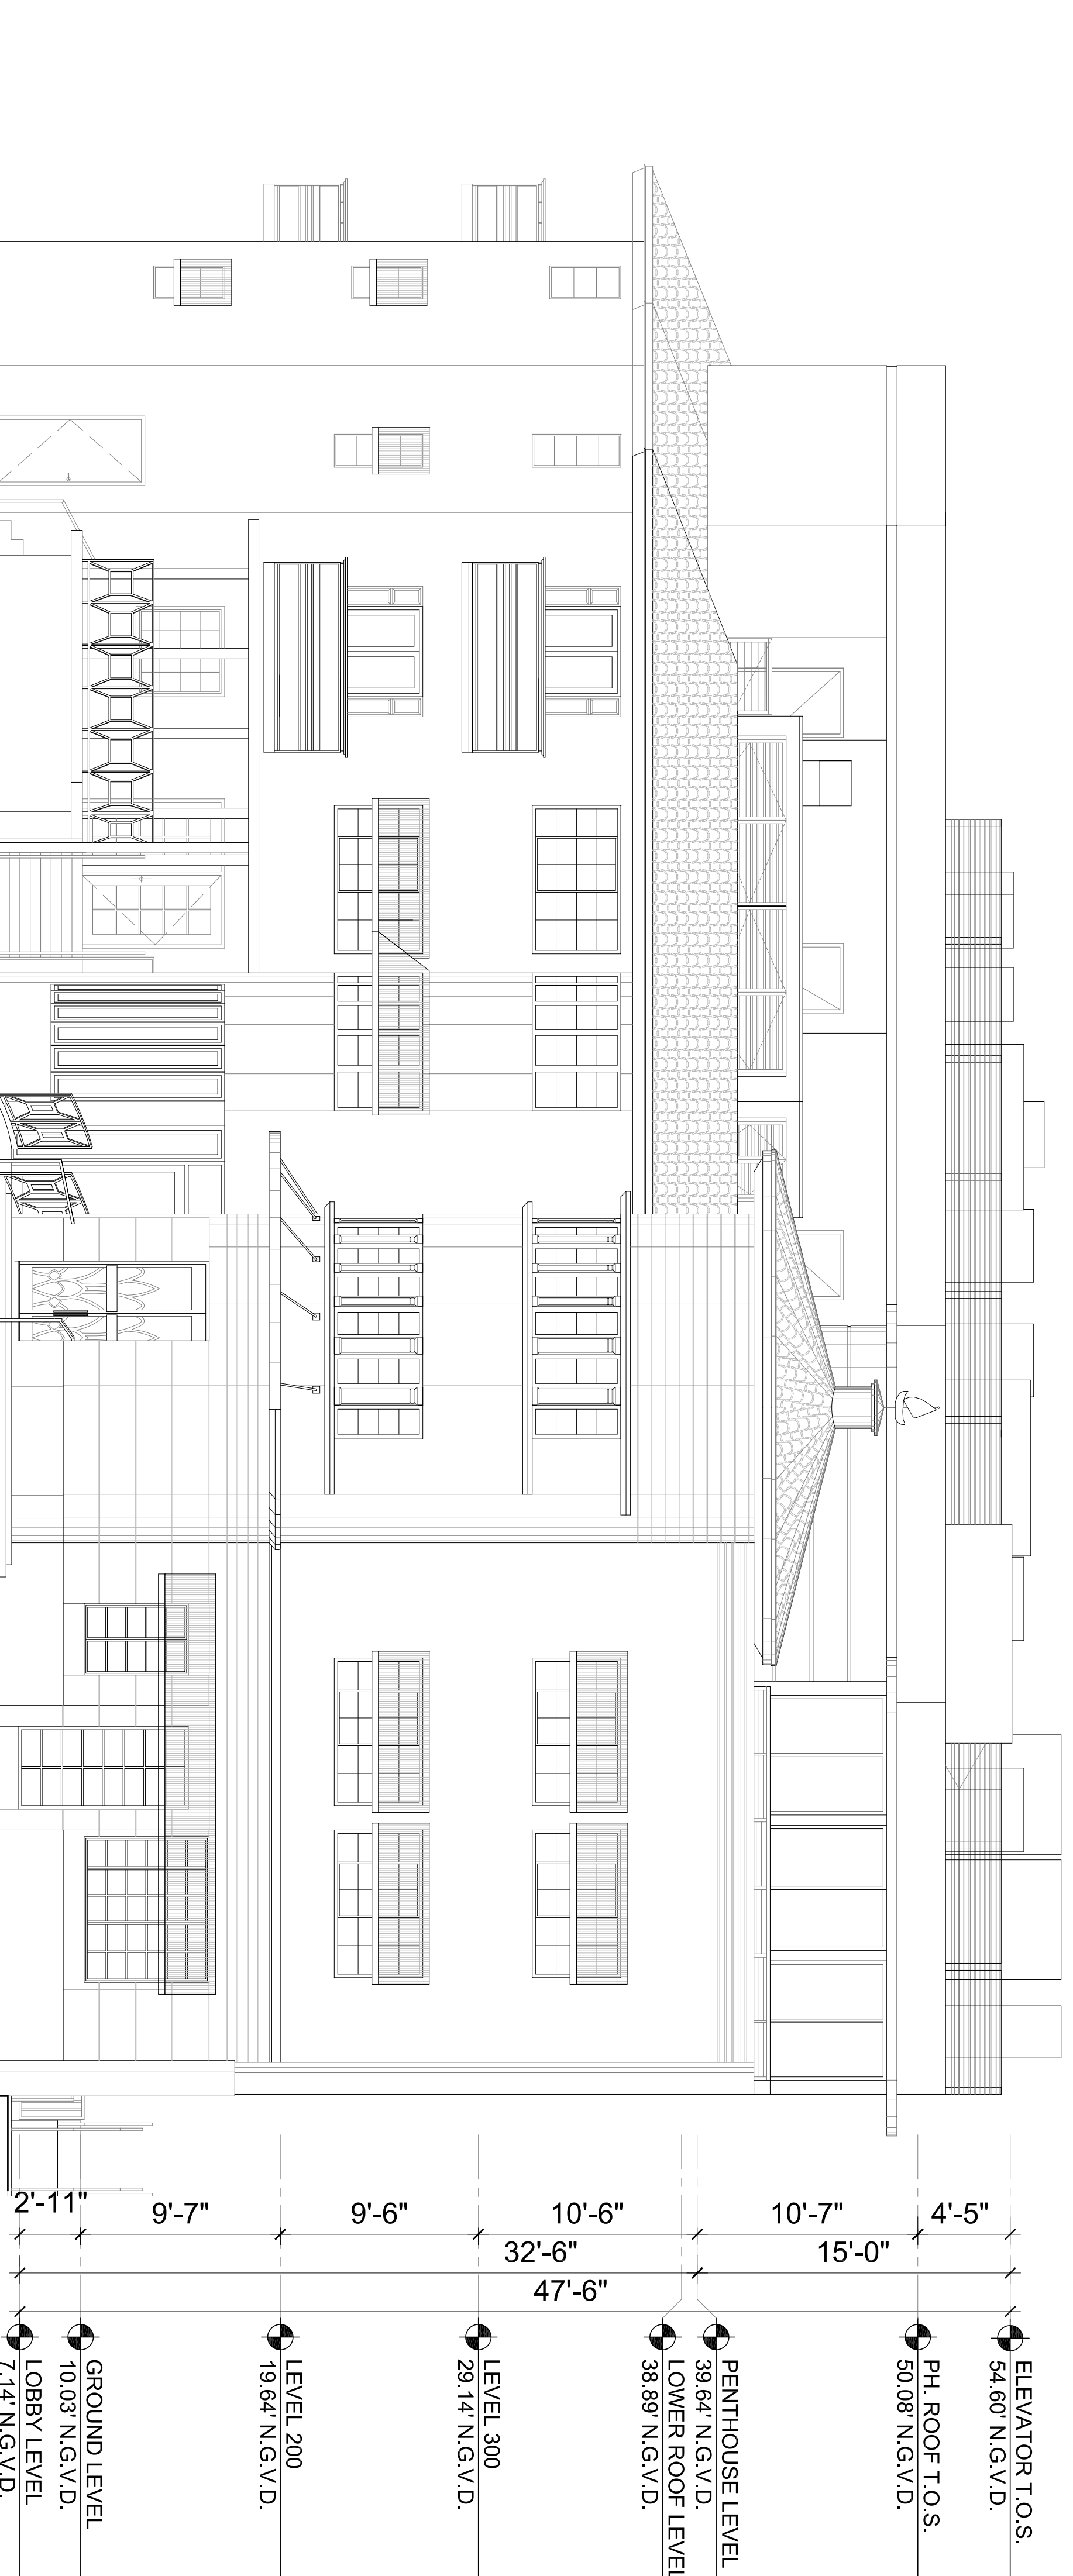 2'-11"
9'-7"
9'-6"
10'-6"
10'-7"
4'-5"
32'-6"
15'-0"
47'-6"
ELEVATOR T.O.S.
54.60' N.G.V.D.
PH. ROOF T.O.S.
50.08' N.G.V.D.
PENTHOUSE LEVEL
39.64' N.G.V.D.
LOWER ROOF LEVEL
38.89' N.G.V.D.
LEVEL 300
29.14' N.G.V.D.
LEVEL 200
19.64' N.G.V.D.
GROUND LEVEL
10.03' N.G.V.D.
LOBBY LEVEL
7.14' N.G.V.D.